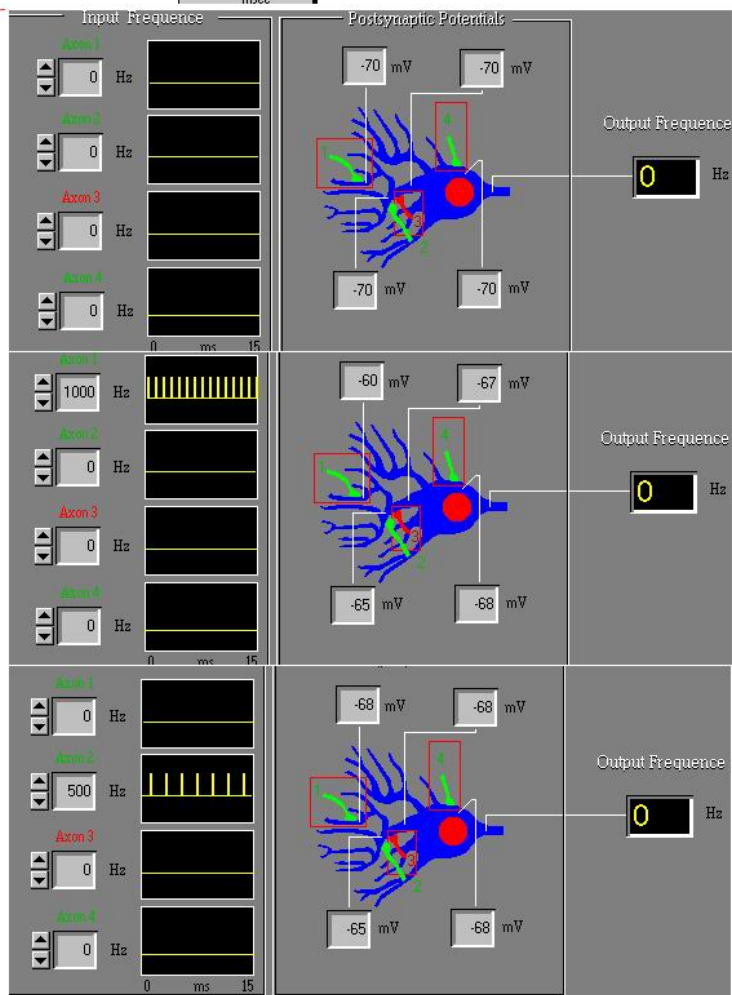 msec
Input Frequence
Postsynaptic Potentials
Axon 1
0 Hz
-70 mV
-70 mV
Axon 2
0 Hz
4
1
Output Frequence
0 Hz
Axon 3
0 Hz
3
2
Axon 4
0 Hz
-70 mV
-70 mV
0 ms 15
Axon 1
1000 Hz
-60 mV
-67 mV
Axon 2
0 Hz
4
1
Output Frequence
0 Hz
Axon 3
0 Hz
3
2
Axon 4
0 Hz
-65 mV
-68 mV
0 ms 15
Axon 1
0 Hz
-68 mV
-68 mV
Axon 2
500 Hz
4
1
Output Frequence
0 Hz
Axon 3
0 Hz
3
2
Axon 4
0 Hz
-65 mV
-68 mV
0 ms 15